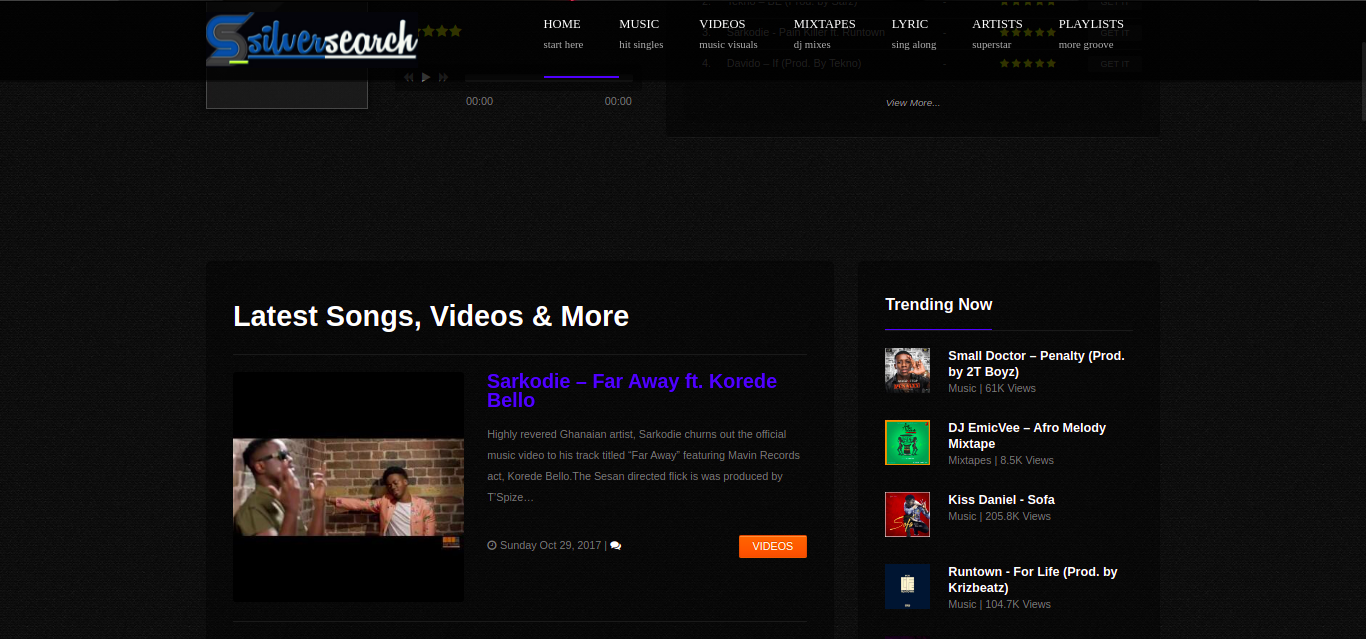 silversearch
HOME MUSIC VIDEOS MIXTAPES LYRIC ARTISTS PLAYLISTS
start here hit singles music visuals dj mixes sing along superstar more groove
3. Sarkodie - Pain Killer ft. Runtown - GET IT
4. Davido – If (Prod. By Tekno) - GET IT
00:00 00:00
View More...
Latest Songs, Videos & More
Sarkodie – Far Away ft. Korede
Bello
Highly revered Ghanaian artist, Sarkodie churns out the official
music video to his track titled “Far Away” featuring Mavin Records
act, Korede Bello.The Sesan directed flick is was produced by
T’Spize…
Sunday Oct 29, 2017 |
VIDEOS
Trending Now
Small Doctor – Penalty (Prod.
by 2T Boyz)
Music | 61K Views
DJ EmicVee – Afro Melody
Mixtape
Mixtapes | 8.5K Views
Kiss Daniel - Sofa
Music | 205.8K Views
Runtown - For Life (Prod. by
Krizbeatz)
Music | 104.7K Views